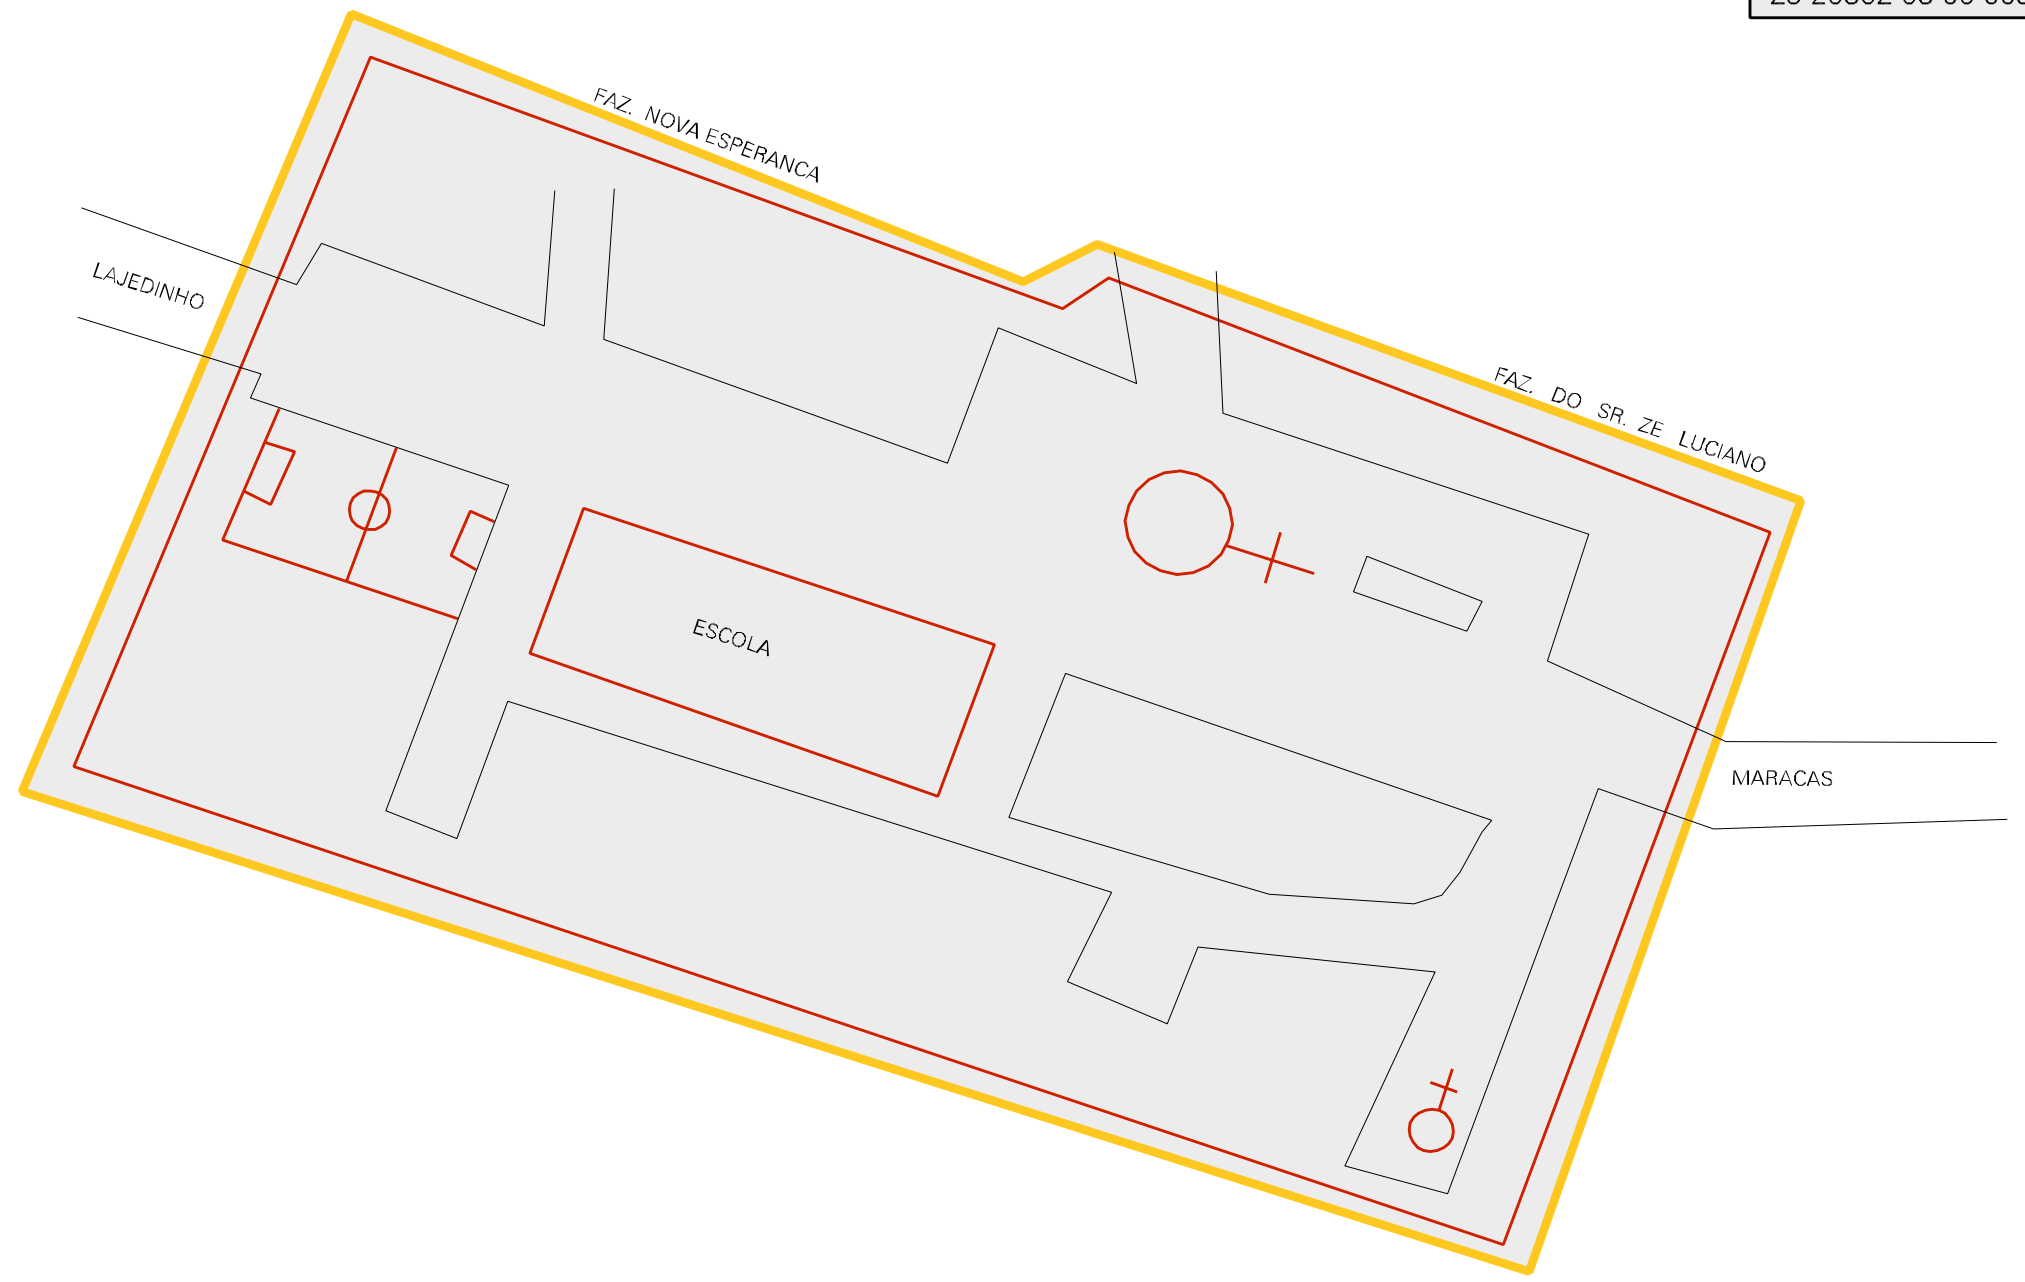 FAZ. NOVA ESPERANCA
LAJEDINHO
FAZ. DO SR. ZE LUCIANO
ESCOLA
MARACAS